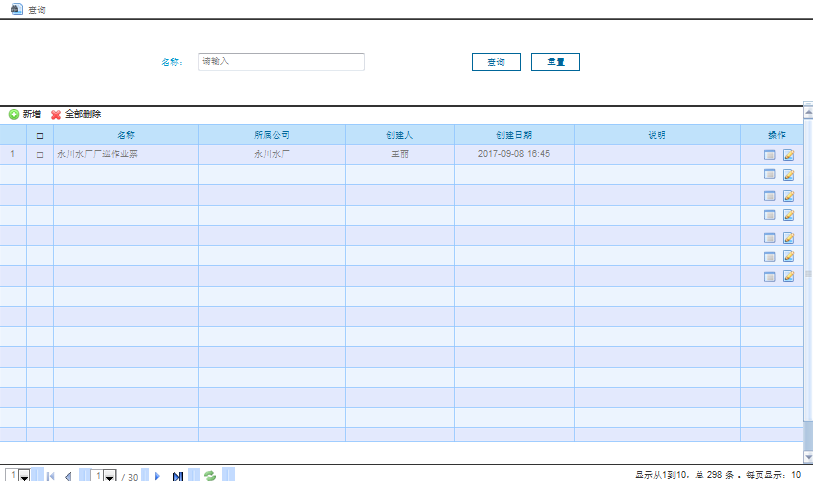 查询
名称： 请输入 查询 重置
新增 全部删除
名称 所属公司 创建人 创建日期 说明 操作
1 永川水厂厂巡作业票 永川水厂 王丽 2017-09-08 16:45
1 1 / 30 显示从1到10，总 298 条 。每页显示：10